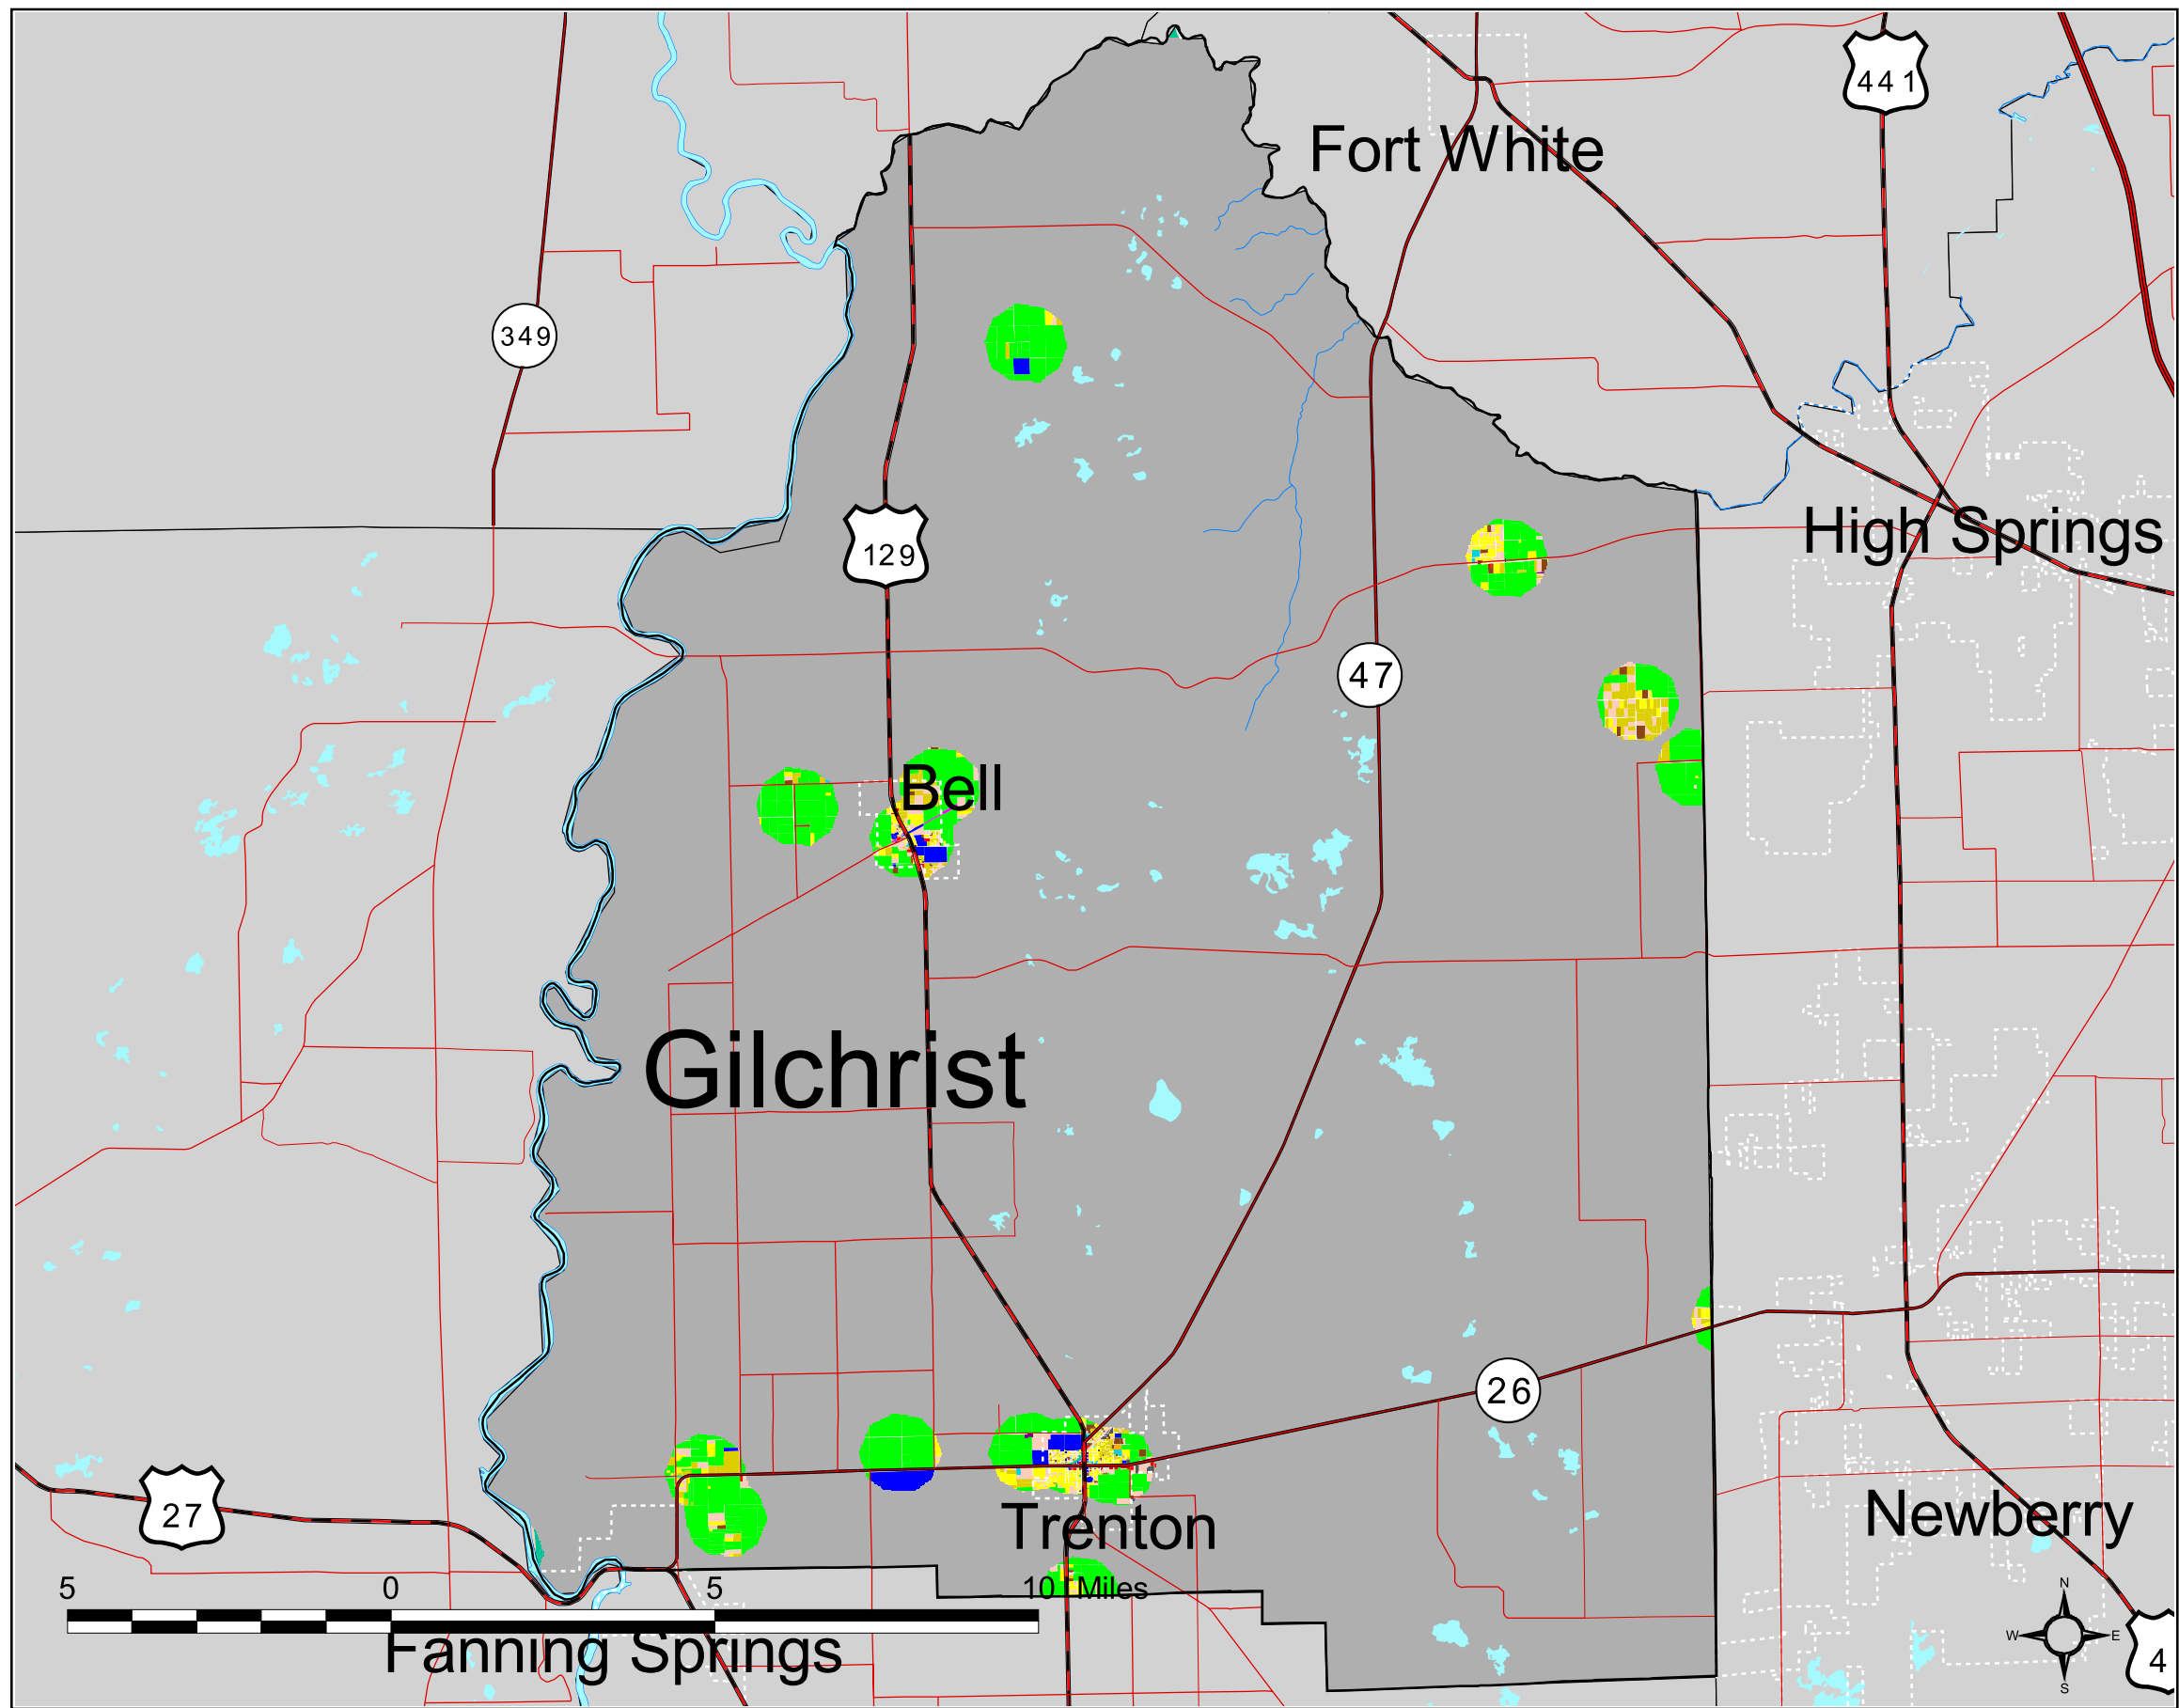 441
Fort White
349
High Springs
129
47
Bell
Gilchrist
26
Newberry
Trenton
27
5 0 5 10 Miles
Fanning Springs
N
W E
S
4